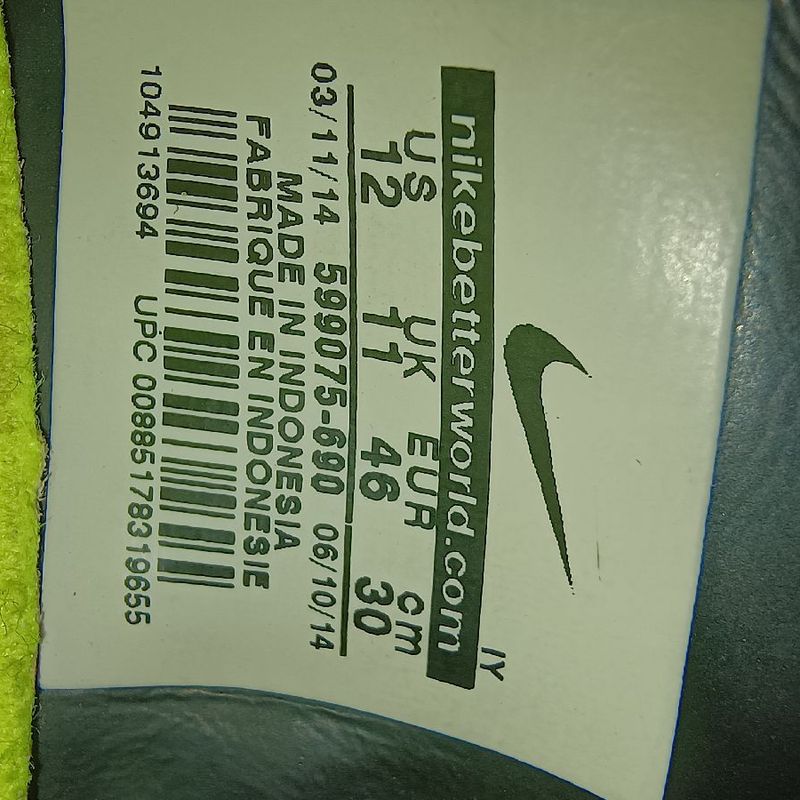 IY
nikebetterworld.com
US UK EUR cm
12 11 46 30
03/11/14 599075-690 06/10/14
MADE IN INDONESIA
FABRIQUE EN INDONESIE
104913694 UPC 00885178319655